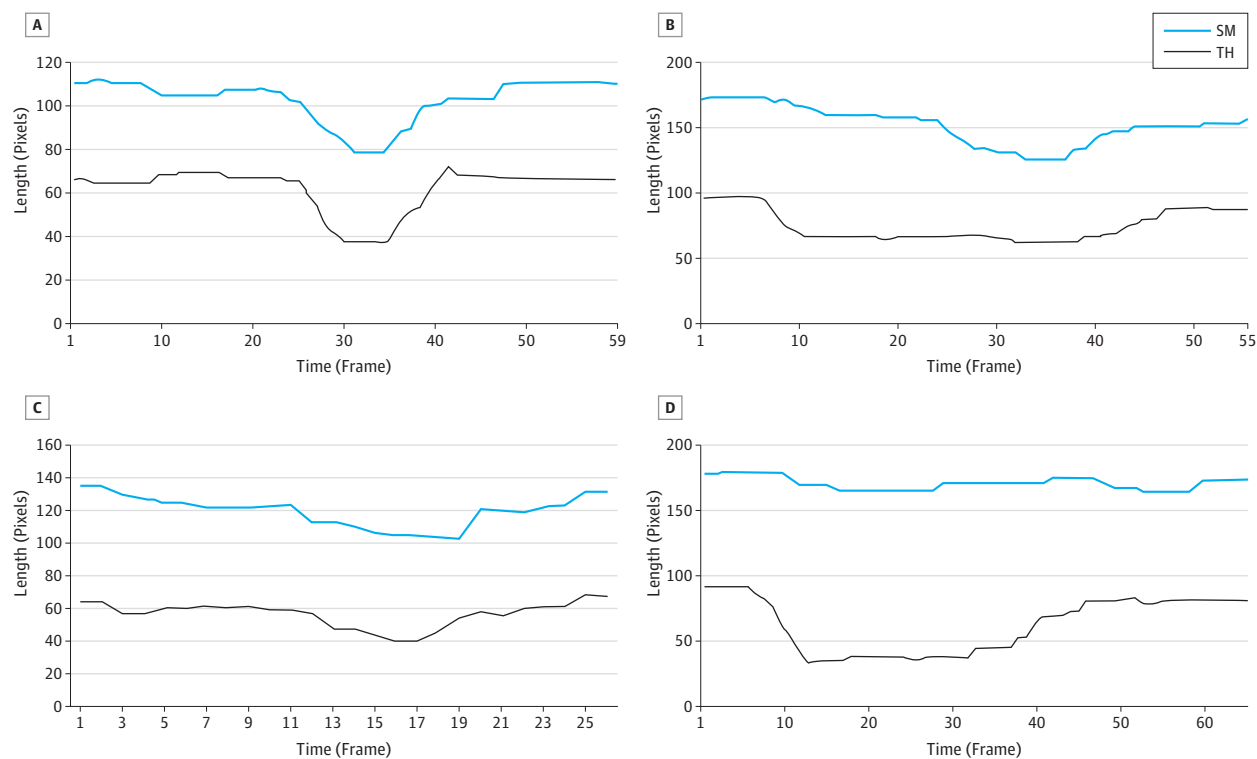 A
Length (Pixels)
120
100
80
60
40
20
0
1 10 20 30 40 50 59
Time (Frame)
B
SM
TH
Length (Pixels)
200
150
100
50
0
1 10 20 30 40 50 55
Time (Frame)
C
Length (Pixels)
160
140
120
100
80
60
40
20
0
1 3 5 7 9 11 13 15 17 19 21 23 25
Time (Frame)
D
Length (Pixels)
200
150
100
50
0
1 10 20 30 40 50 60
Time (Frame)